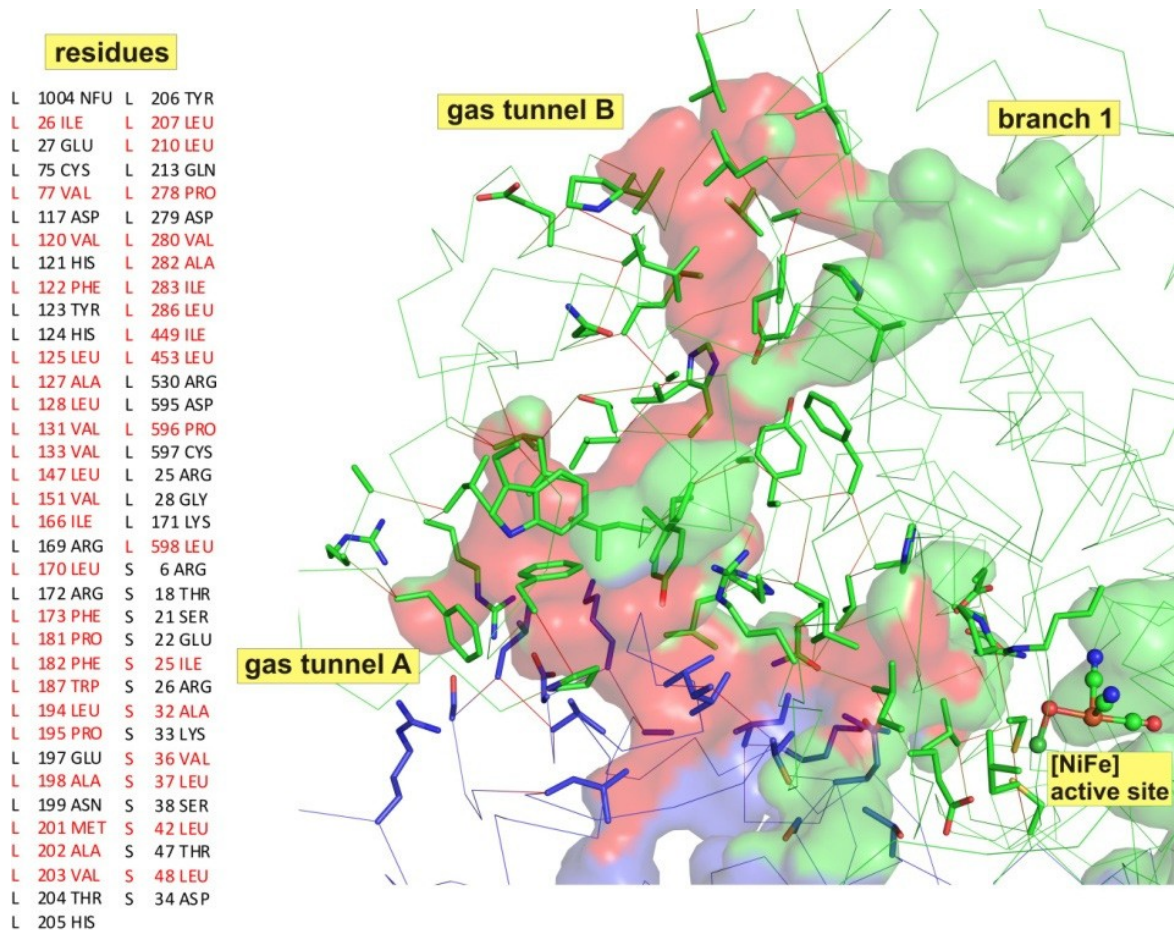 residues
L 1004 NFU L 206 TYR
L 26 ILE L 207 LEU
L 27 GLU L 210 LEU
L 75 CYS L 213 GLN
L 77 VAL L 278 PRO
L 117 ASP L 279 ASP
L 120 VAL L 280 VAL
L 121 HIS L 282 ALA
L 122 PHE L 283 ILE
L 123 TYR L 286 LEU
L 124 HIS L 449 ILE
L 125 LEU L 453 LEU
L 127 ALA L 530 ARG
L 128 LEU L 595 ASP
L 131 VAL L 596 PRO
L 133 VAL L 597 CYS
L 147 LEU L 25 ARG
L 151 VAL L 28 GLY
L 166 ILE L 171 LYS
L 169 ARG L 598 LEU
L 170 LEU S 6 ARG
L 172 ARG S 18 THR
L 173 PHE S 21 SER
L 181 PRO S 22 GLU
L 182 PHE S 25 ILE
L 187 TRP S 26 ARG
L 194 LEU S 32 ALA
L 195 PRO S 33 LYS
L 197 GLU S 36 VAL
L 198 ALA S 37 LEU
L 199 ASN S 38 SER
L 201 MET S 42 LEU
L 202 ALA S 47 THR
L 203 VAL S 48 LEU
L 204 THR S 34 ASP
L 205 HIS
gas tunnel B
branch 1
gas tunnel A
[NiFe]
active site